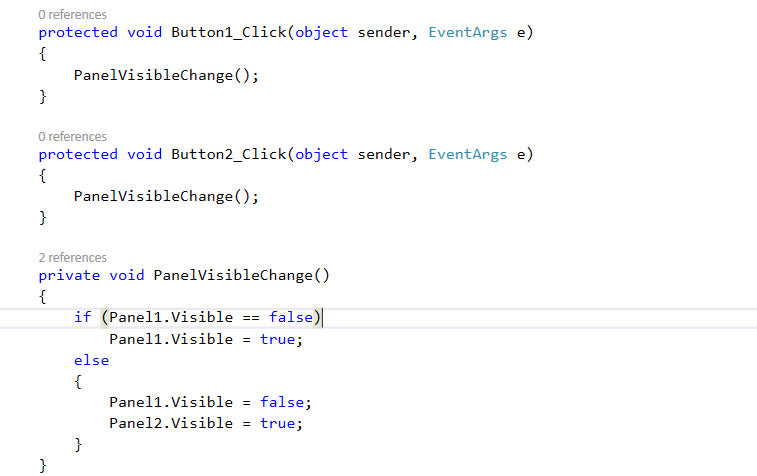 0 references
protected void Button1_Click(object sender, EventArgs e)
{
    PanelVisibleChange();
}
0 references
protected void Button2_Click(object sender, EventArgs e)
{
    PanelVisibleChange();
}
2 references
private void PanelVisibleChange()
{
    if (Panel1.Visible == false)
        Panel1.Visible = true;
    else
    {
        Panel1.Visible = false;
        Panel2.Visible = true;
    }
}